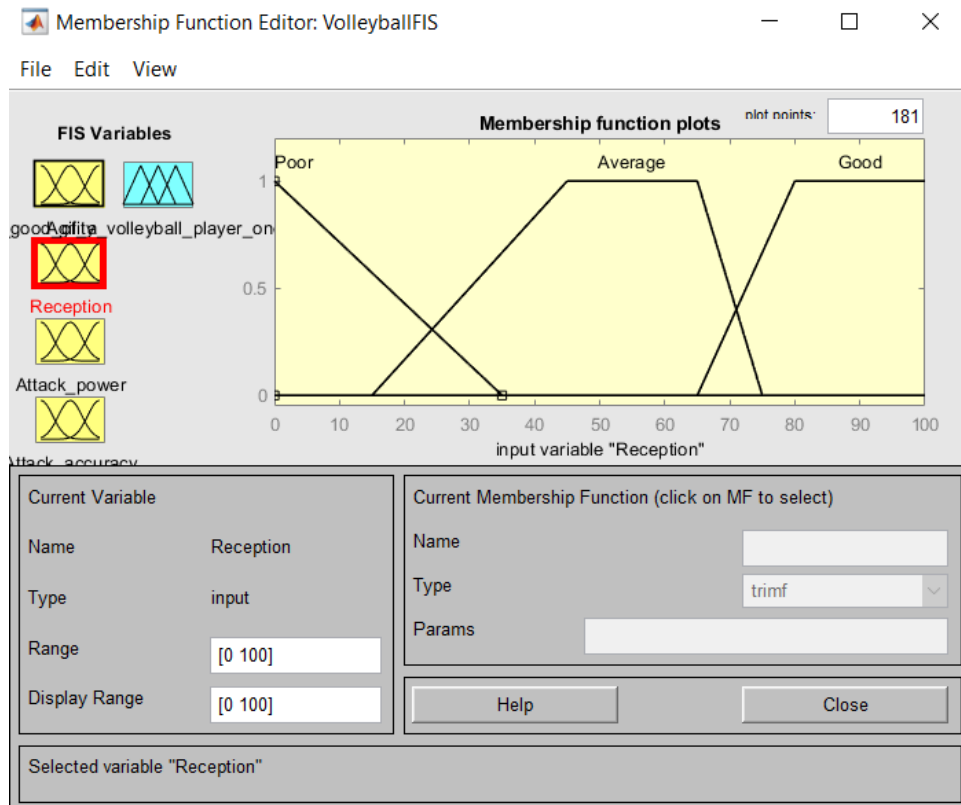 Membership Function Editor: VolleyballFIS
File Edit View
FIS Variables
Membership function plots
plot points:
181
Agility
volleyball_player_on
Reception
Attack_power
Attack_accuracy
Poor
Average
Good
1
0.5
0
0 10 20 30 40 50 60 70 80 90 100
input variable "Reception"
Current Variable
Name Reception
Type input
Range [0 100]
Display Range [0 100]
Current Membership Function (click on MF to select)
Name
Type trimf
Params
Help Close
Selected variable "Reception"